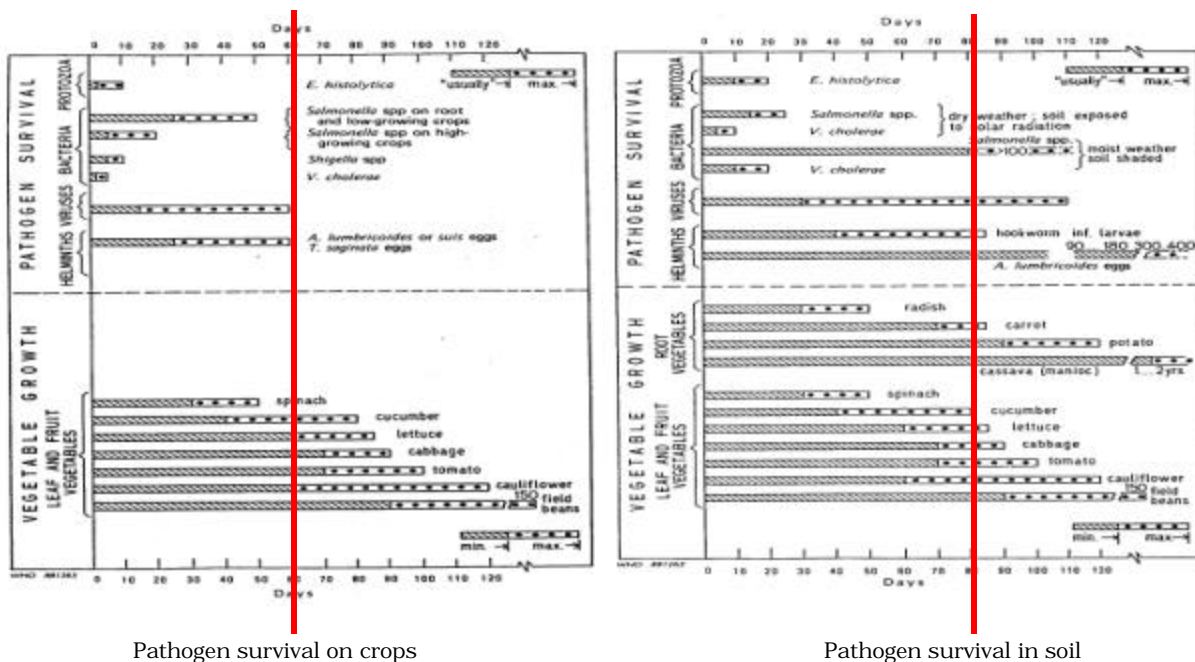 Days
0 10 20 30 40 50 60 70 80 90 100 110 120
PATHOGEN SURVIVAL
PROTOZOA
E. histolytica
"usually"
max.
BACTERIA
Salmonella spp on root
and low-growing crops
Salmonella spp on high-
growing crops
Shigella spp
V. cholerae
VIRUSES
HELMINTHS
A. lumbricoides or suis eggs
T. saginata eggs
VEGETABLE GROWTH
LEAF AND FRUIT
VEGETABLES
spinach
cucumber
lettuce
cabbage
tomato
cauliflower
150
field
beans
min.
max.
0 10 20 30 40 50 60 70 80 90 100 110 120
Days
Pathogen survival on crops
Days
0 10 20 30 40 50 60 70 80 90 100 110 120
PATHOGEN SURVIVAL
PROTOZOA
E. histolytica
"usually"
max.
BACTERIA
Salmonella spp.
V. cholerae
dry weather; soil exposed
to solar radiation
Salmonella spp.
>100
moist weather
soil shaded
V. cholerae
VIRUSES
HELMINTHS
hookworm inf. larvae
90 180 300 400
A. lumbricoides eggs
VEGETABLE GROWTH
ROOT
VEGETABLES
radish
carrot
potato
cassava (manioc)
1...2yrs
LEAF AND FRUIT
VEGETABLES
spinach
cucumber
lettuce
cabbage
tomato
cauliflower
150
field
beans
min.
max.
0 10 20 30 40 50 60 70 80 90 100 110 120
Days
Pathogen survival in soil